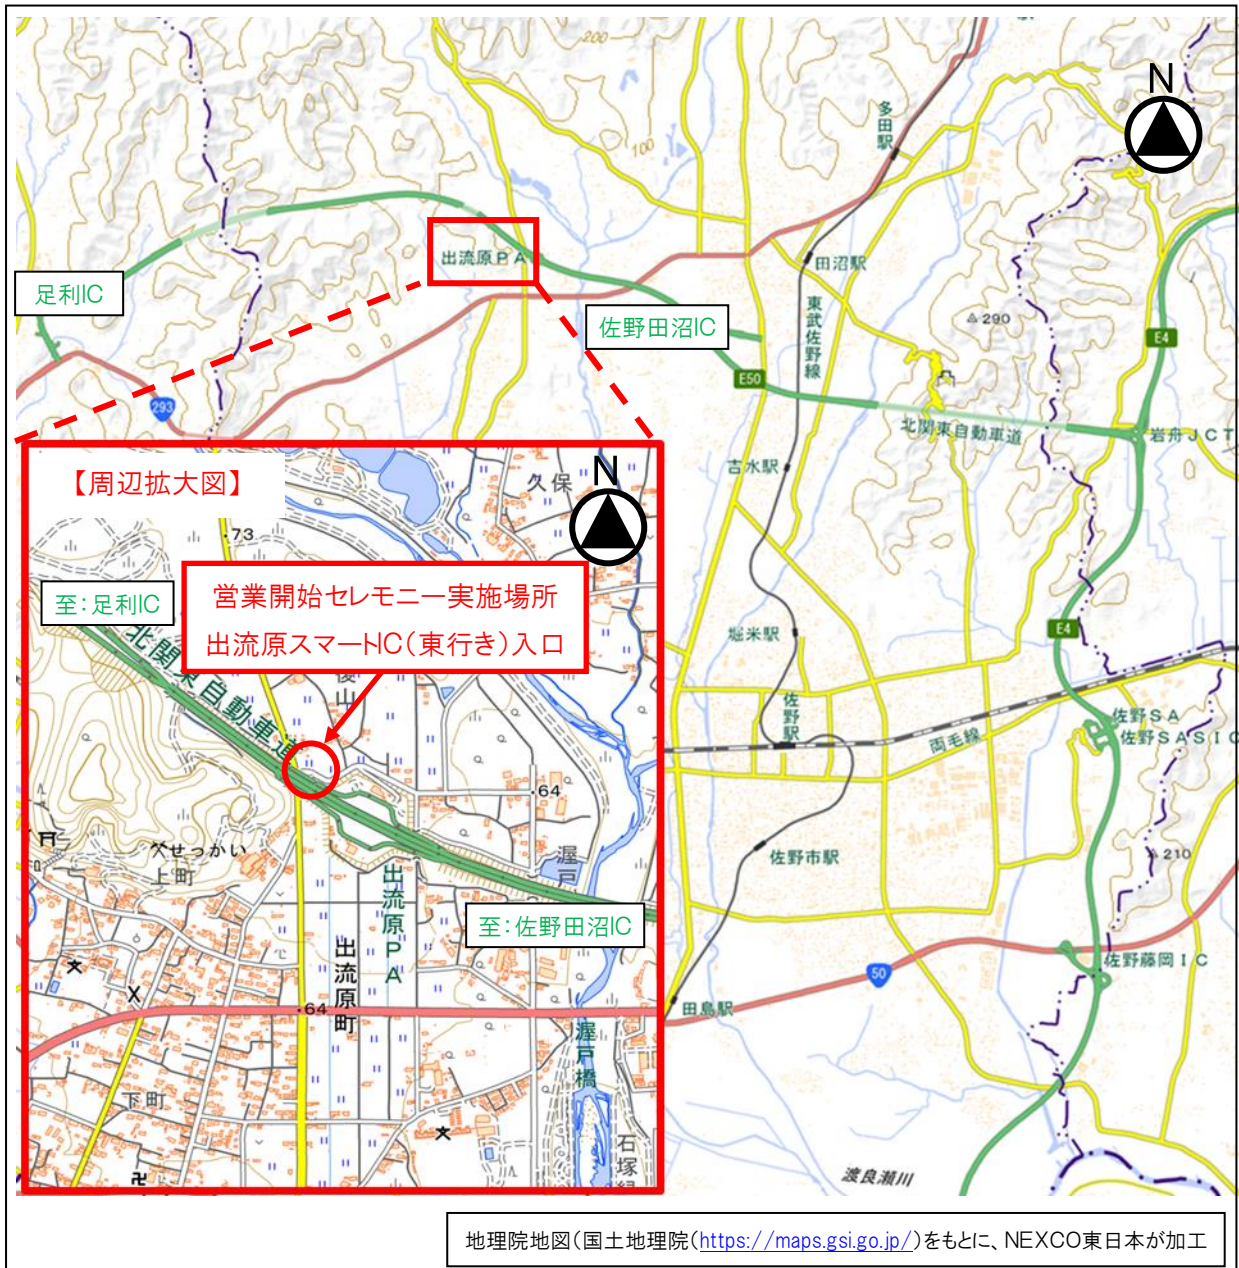 200
100
N
多田駅
足利IC
出流原PA
田沼駅
佐野田沼IC
東武佐野線
290
E4
E50
293
北関東自動車道
岩舟JCT
吉水駅
【周辺拡大図】
久保
N
73
至:足利IC
営業開始セレモニー実施場所
出流原スマートIC(東行き)入口
北関東自動車道
後山
堀米駅
E4
佐野駅
佐野SA
佐野SASIC
両毛線
64
せっかい
上町
渥戸
出流原PA
至:佐野田沼IC
佐野市駅
210
出流原町
佐野藤岡IC
50
田島駅
64
渥戸橋
下町
石塚
渡良瀬川
地理院地図(国土地理院(https://maps.gsi.go.jp/)をもとに、NEXCO東日本が加工